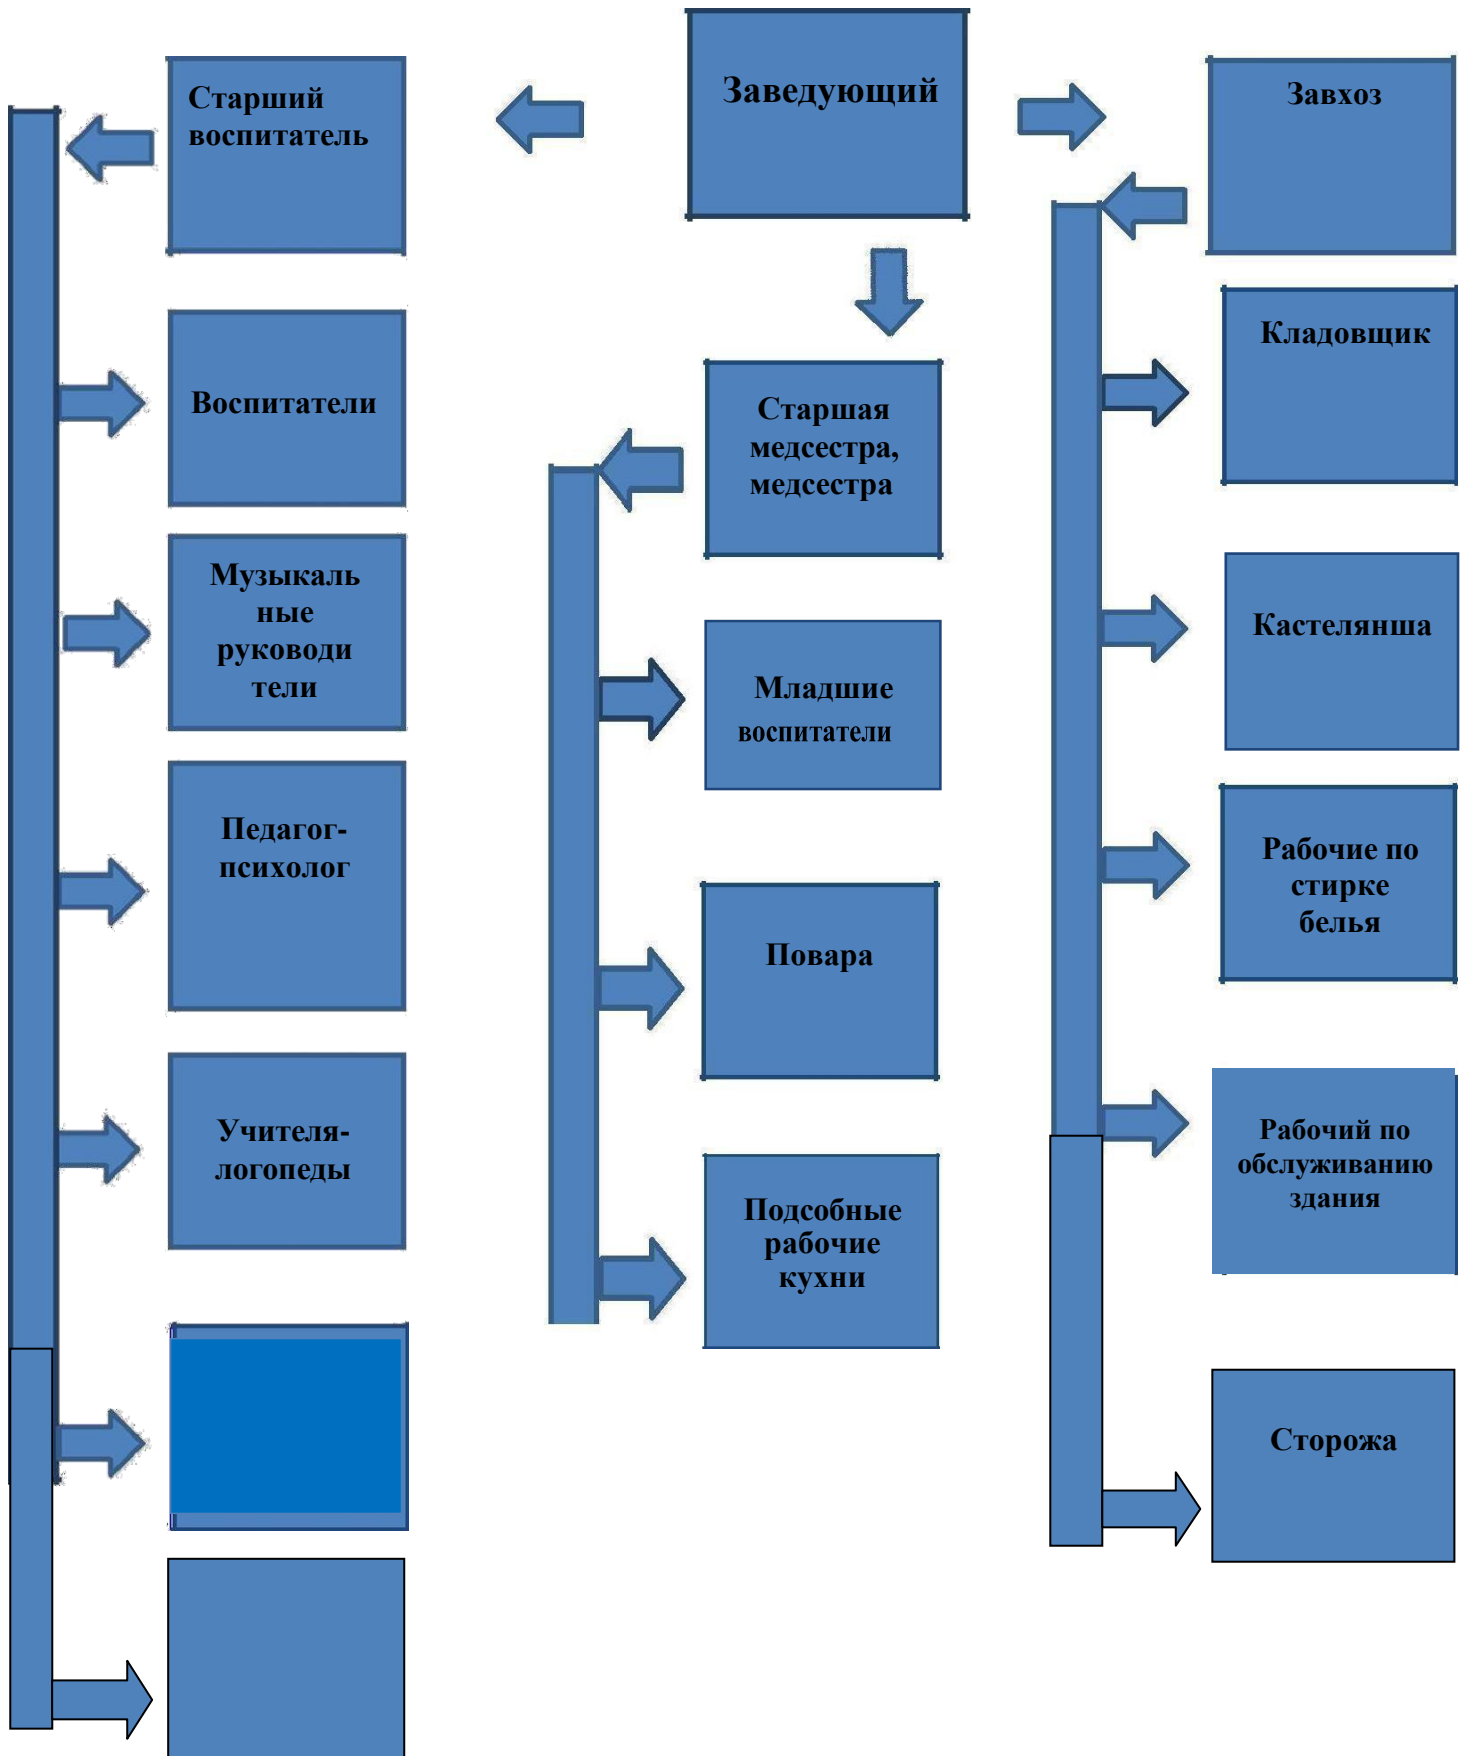 Заведующий
Старший
воспитатель
Воспитатели
Музыкаль
ные
руководи
тели
Педагог-
психолог
Учителя-
логопеды
Старшая
медсестра,
медсестра
Младшие
воспитатели
Повара
Подсобные
рабочие
кухни
Завхоз
Кладовщик
Кастелянша
Рабочие по
стирке
белья
Рабочий по
обслуживанию
здания
Сторожа